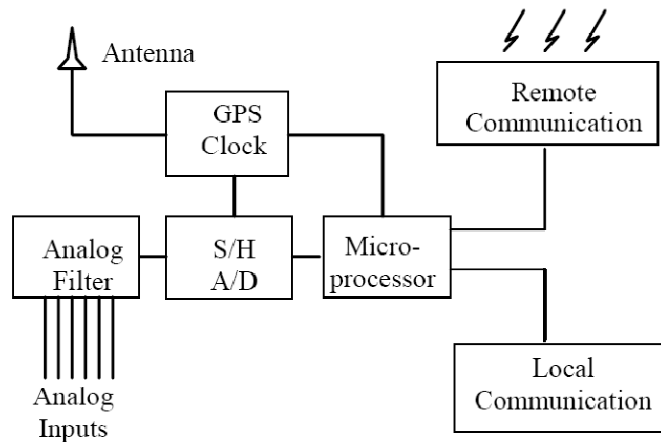 Antenna
GPS
Clock
Remote
Communication
Analog
Filter
S/H
A/D
Micro-
processor
Analog
Inputs
Local
Communication